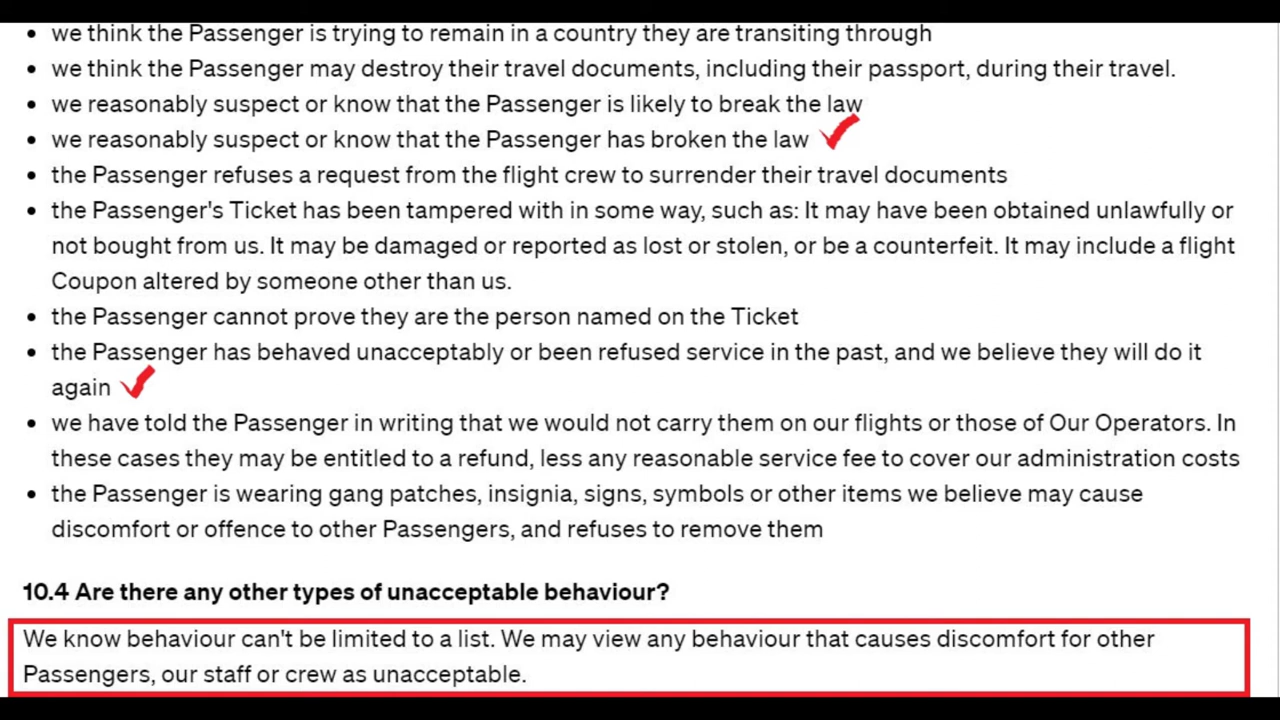 • we think the Passenger is trying to remain in a country they are transiting through
• we think the Passenger may destroy their travel documents, including their passport, during their travel.
• we reasonably suspect or know that the Passenger is likely to break the law
• we reasonably suspect or know that the Passenger has broken the law
• the Passenger refuses a request from the flight crew to surrender their travel documents
• the Passenger's Ticket has been tampered with in some way, such as: It may have been obtained unlawfully or
not bought from us. It may be damaged or reported as lost or stolen, or be a counterfeit. It may include a flight
Coupon altered by someone other than us.
• the Passenger cannot prove they are the person named on the Ticket
• the Passenger has behaved unacceptably or been refused service in the past, and we believe they will do it
again
• we have told the Passenger in writing that we would not carry them on our flights or those of Our Operators. In
these cases they may be entitled to a refund, less any reasonable service fee to cover our administration costs
• the Passenger is wearing gang patches, insignia, signs, symbols or other items we believe may cause
discomfort or offence to other Passengers, and refuses to remove them
10.4 Are there any other types of unacceptable behaviour?
We know behaviour can't be limited to a list. We may view any behaviour that causes discomfort for other
Passengers, our staff or crew as unacceptable.